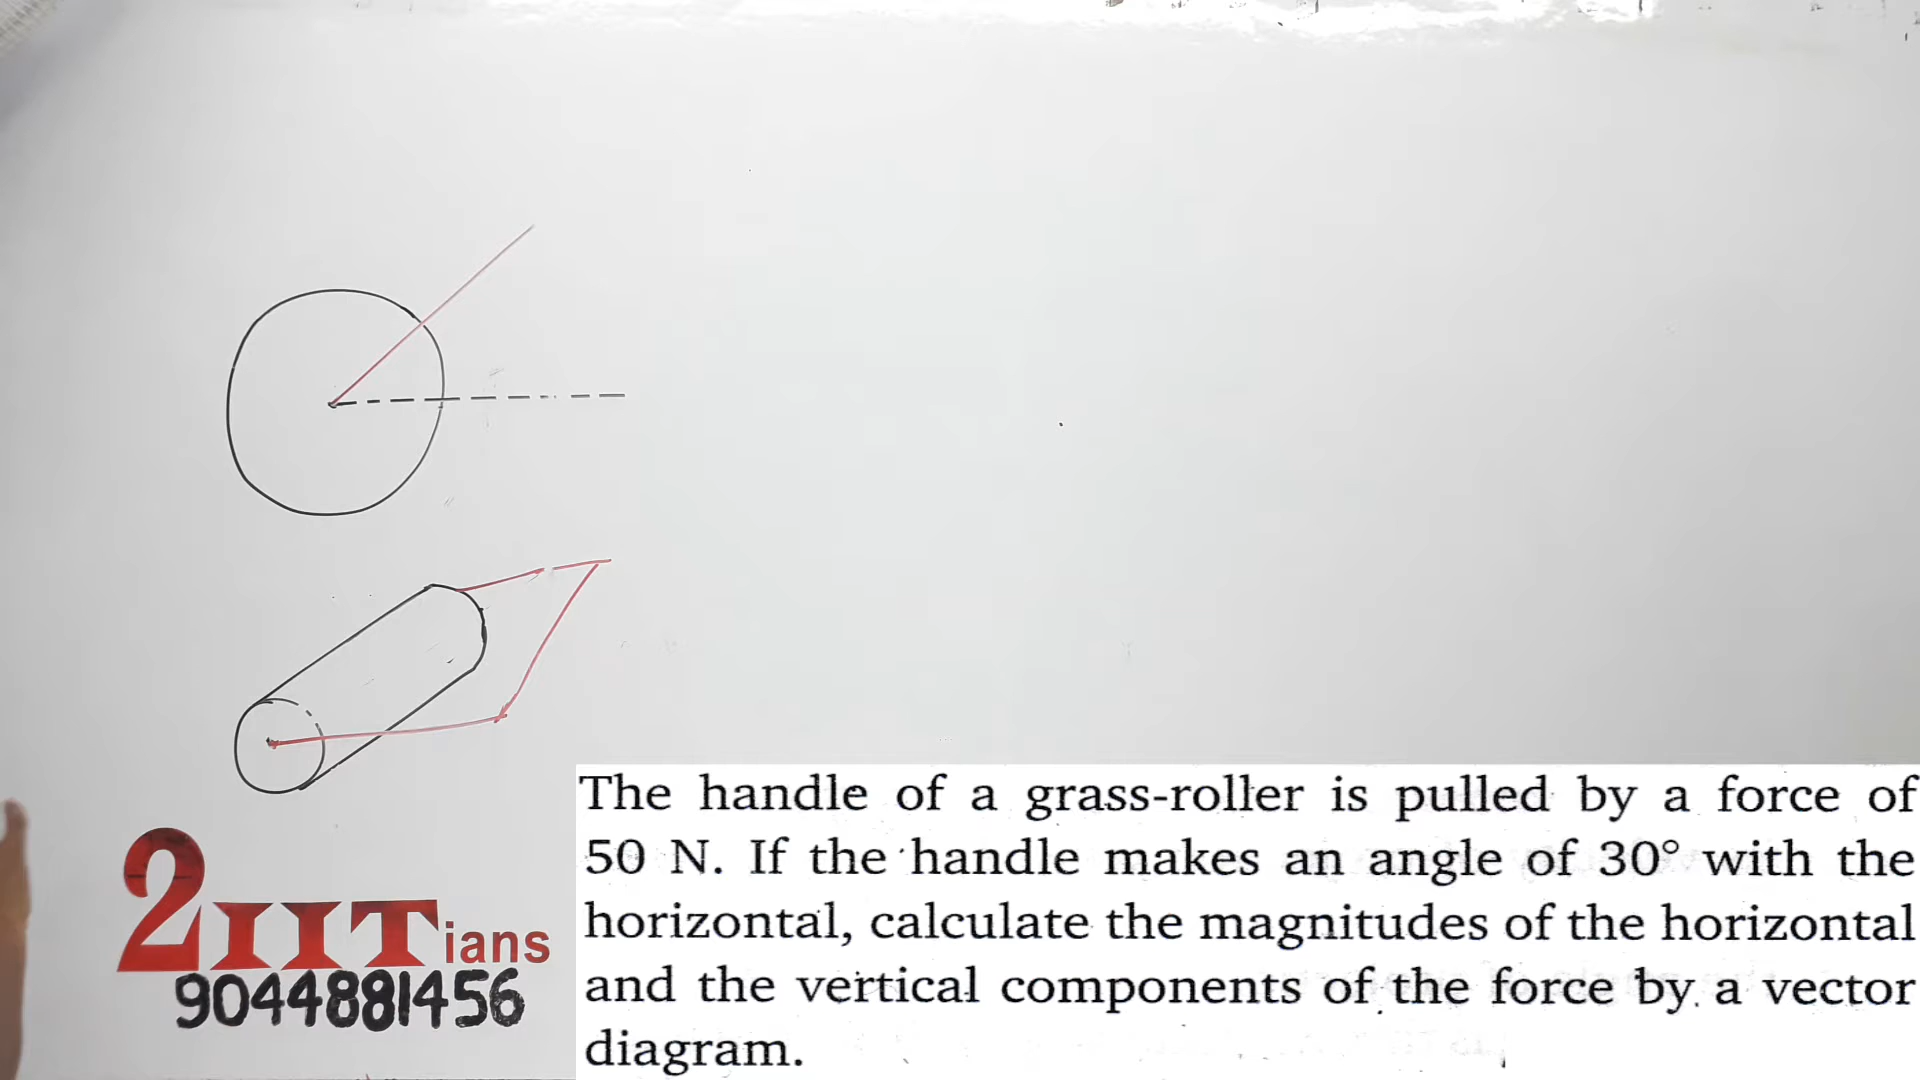 The handle of a grass-roller is pulled by a force of
50 N. If the handle makes an angle of 30° with the
horizontal, calculate the magnitudes of the horizontal
and the vertical components of the force by a vector
diagram.
2IITians
9044881456